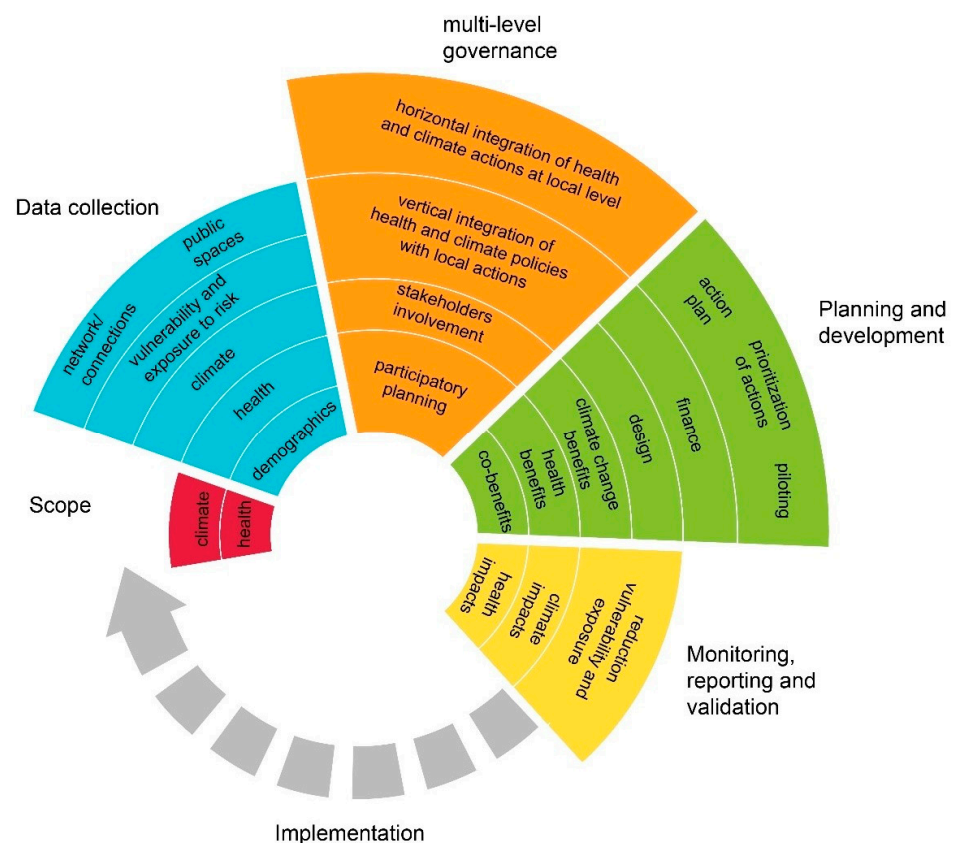 multi-level
governance
horizontal integration of health
and climate actions at local level
vertical integration of
health and climate policies
with local actions
stakeholders
involvement
participatory
planning
Data collection
public
spaces
network/
connections
vulnerability and
exposure to risk
climate
health
demographics
Scope
climate
health
Planning and
development
action
plan
prioritization
of actions
piloting
finance
design
climate change
benefits
health
benefits
co-benefits
Monitoring,
reporting and
validation
health
impacts
climate
impacts
reduction
vulnerability and
exposure
Implementation